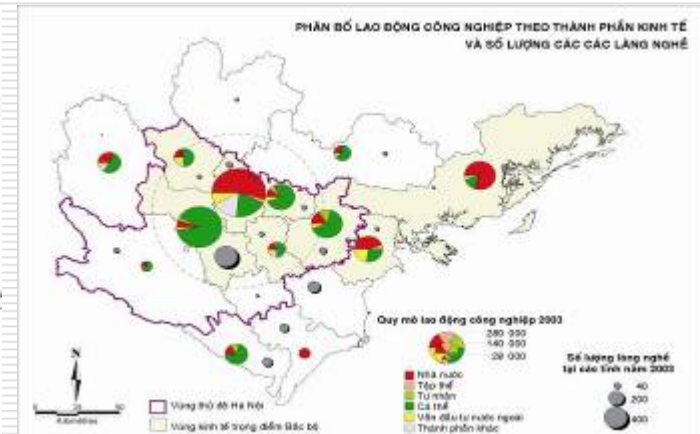 PHÂN BỐ LAO ĐỘNG CÔNG NGHIỆP THEO THÀNH PHẦN KINH TẾ
VÀ SỐ LƯỢNG CÁC CÁC LÀNG NGHỀ
Quy mô lao động công nghiệp 2003
280 000
140 000
28 000
Nhà nước
Tập thể
Tư nhân
Cá thể
Vốn đầu tư nước ngoài
Thành phần khác
Số lượng làng nghề
tại các tỉnh năm 2003
40
200
400
N
Kilometres
Vùng thủ đô Hà Nội
Vùng kinh tế trọng điểm Bắc bộ